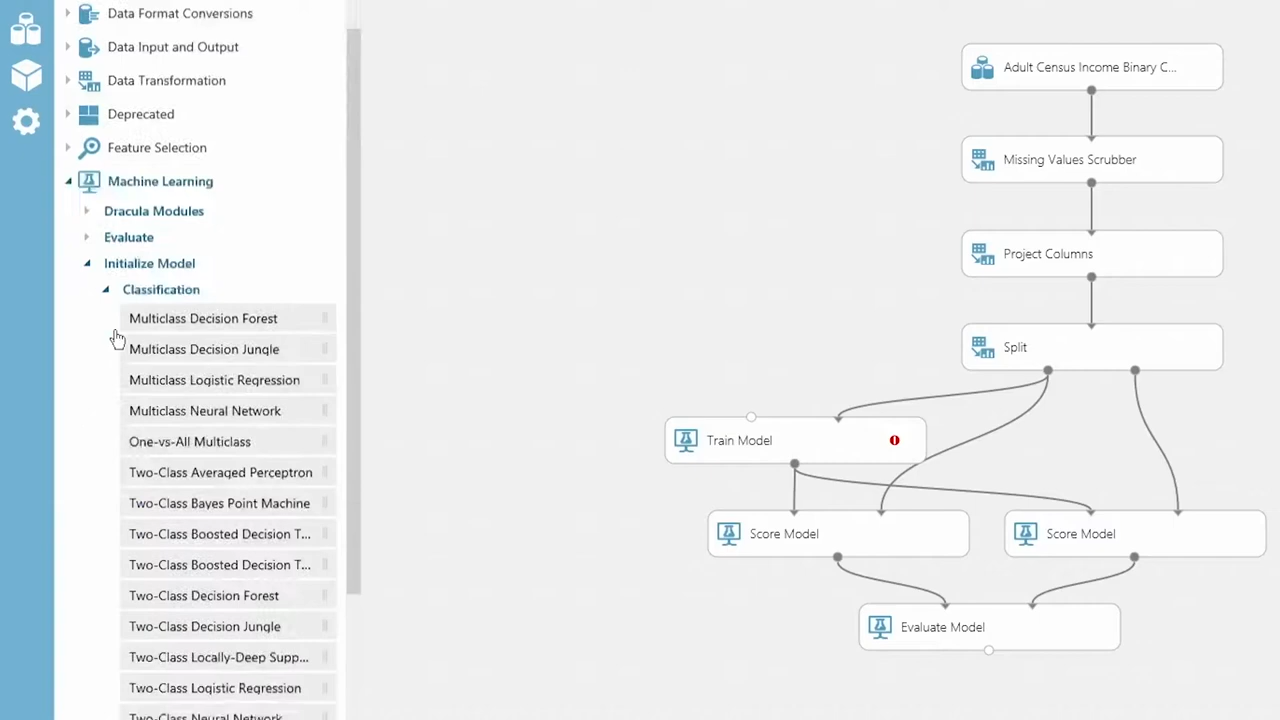 Data Format Conversions
Data Input and Output
Data Transformation
Deprecated
Feature Selection
Machine Learning
Dracula Modules
Evaluate
Initialize Model
Classification
Multiclass Decision Forest
Multiclass Decision Jungle
Multiclass Logistic Regression
Multiclass Neural Network
One-vs-All Multiclass
Two-Class Averaged Perceptron
Two-Class Bayes Point Machine
Two-Class Boosted Decision T...
Two-Class Boosted Decision T...
Two-Class Decision Forest
Two-Class Decision Jungle
Two-Class Locally-Deep Supp...
Two-Class Logistic Regression
Two-Class Neural Network
Adult Census Income Binary C...
Missing Values Scrubber
Project Columns
Split
Train Model
Score Model
Score Model
Evaluate Model